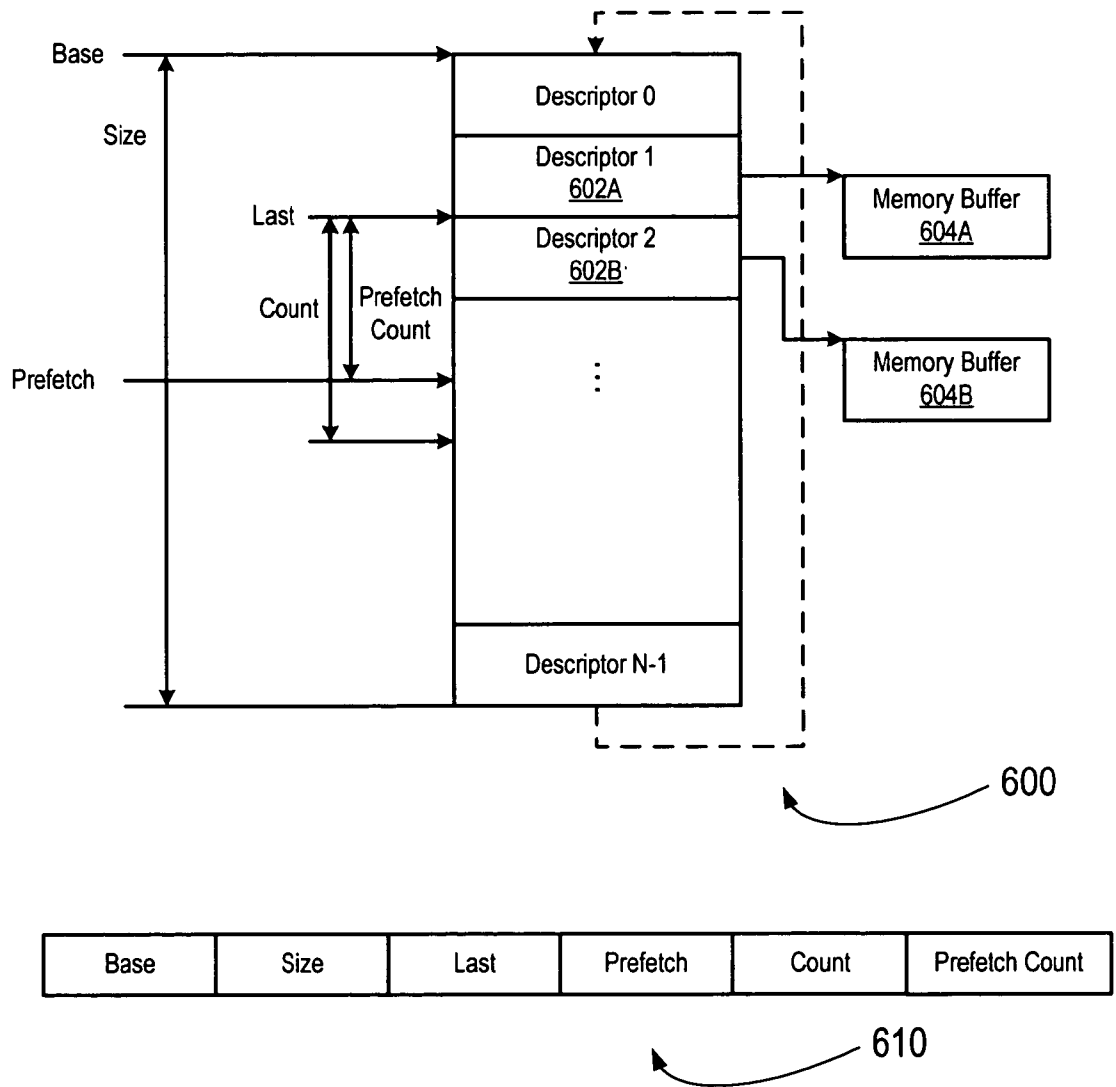 Base
Size
Descriptor 0
Descriptor 1
602A
Last
Descriptor 2
602B
Count
Prefetch
Count
Prefetch
⋮
Descriptor N-1
Memory Buffer
604A
Memory Buffer
604B
600
Base Size Last Prefetch Count Prefetch Count
610